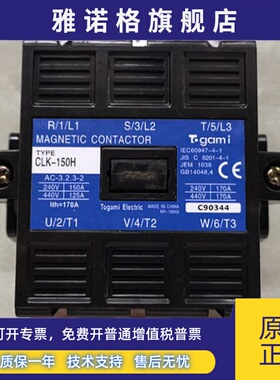 雅诺格旗舰店
R/1/L1 S/3/L2 T/5/L3
MAGNETIC CONTACTOR Togami
TYPE
CLK-150H
IEC60947-4-1
JIS C 8201-4-1
JEM 1038
GB14048,4
AC-3.2.3-2
240V 150A
440V 125A
240V 170A
440V 170A
Ith=170A
Togami Electric MADE IN CHINA
C90344
U/2/T1 V/4/T2 W/6/T3
可开专票,免费开普通增值税发票
质保一年 售后无忧 技术支持
原
正